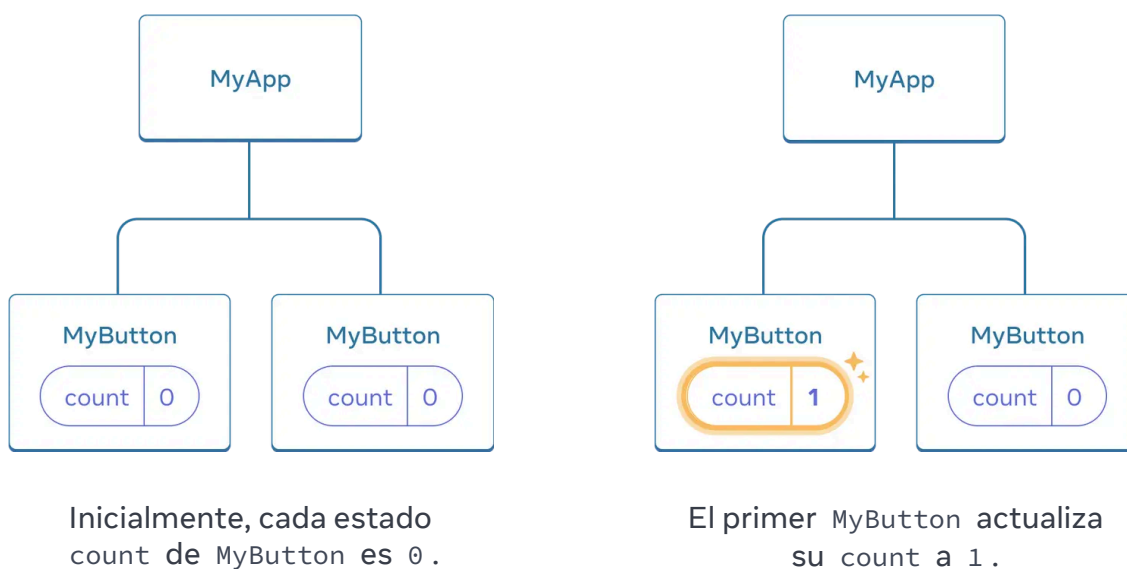 MyApp
MyButton
count 0
MyButton
count 0
Inicialmente, cada estado
count de MyButton es 0.
MyApp
MyButton
count 1
MyButton
count 0
El primer MyButton actualiza
su count a 1.